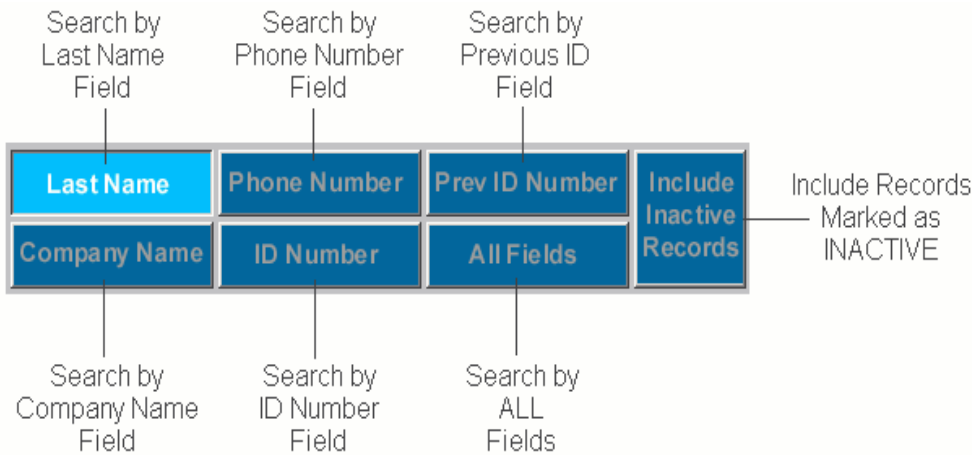 Search by
Last Name
Field
Search by
Phone Number
Field
Search by
Previous ID
Field
Last Name
Phone Number
Prev ID Number
Include
Inactive
Records
Include Records
Marked as
INACTIVE
Company Name
ID Number
All Fields
Search by
Company Name
Field
Search by
ID Number
Field
Search by
ALL
Fields